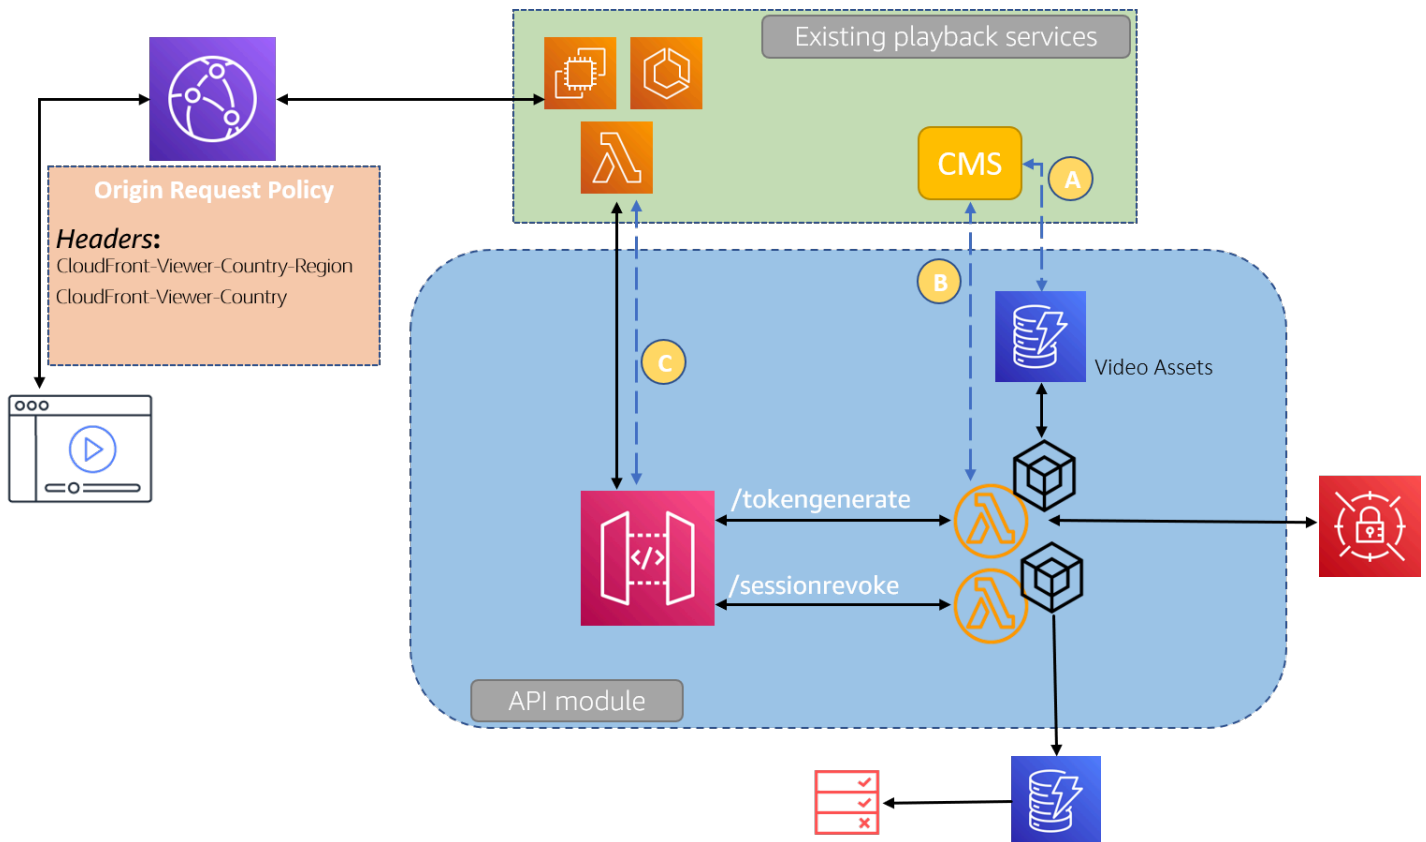 Existing playback services
CMS
A
Origin Request Policy
Headers:
CloudFront-Viewer-Country-Region
CloudFront-Viewer-Country
B
C
Video Assets
/tokengenerate
</>
/sessionrevoke
API module